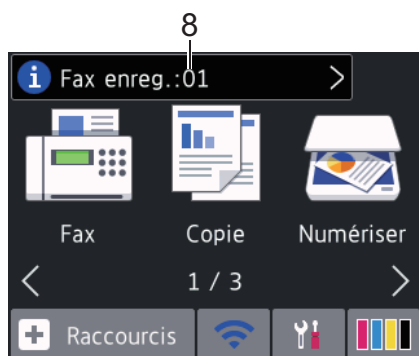 8
Fax enreg.:01
Fax Copie Numériser
1 / 3
Raccourcis